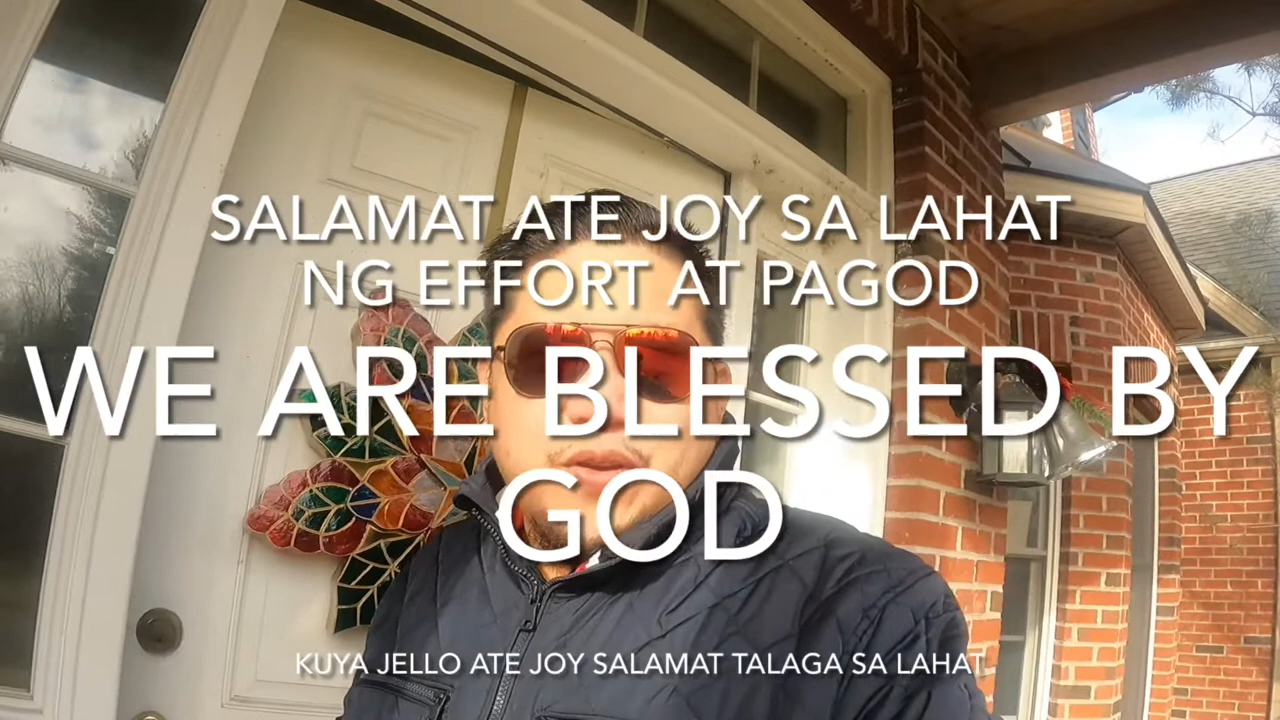 SALAMAT ATE JOY SA LAHAT
NG EFFORT AT PAGOD
WE ARE BLESSED BY
GOD
KUYA JELLO ATE JOY SALAMAT TALAGA SA LAHAT.